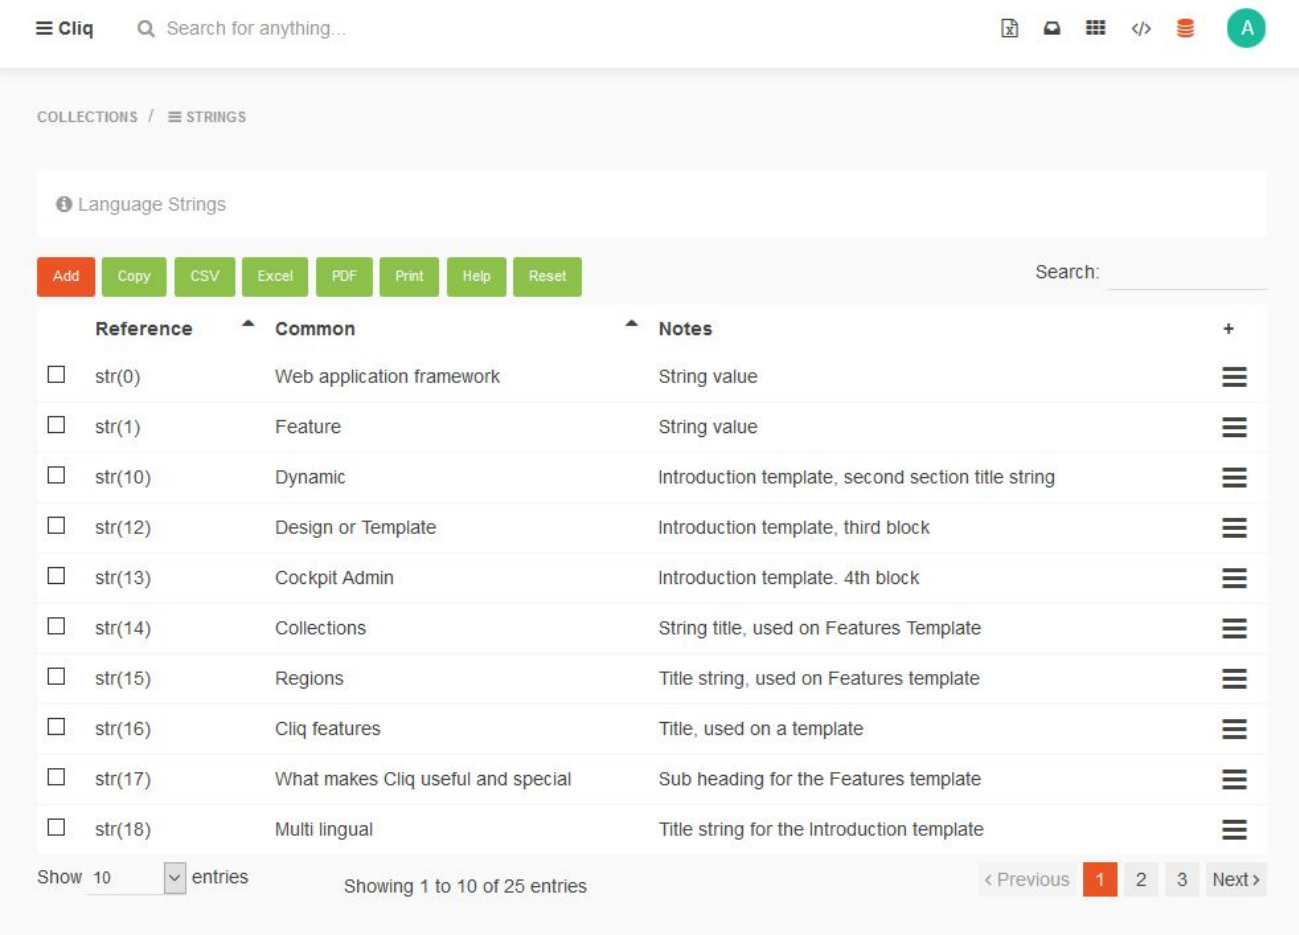 Cliq Search for anything... A
COLLECTIONS / STRINGS
Language Strings
Add Copy CSV Excel PDF Print Help Reset Search:
Reference Common Notes +
str(0) Web application framework String value
str(1) Feature String value
str(10) Dynamic Introduction template, second section title string
str(12) Design or Template Introduction template, third block
str(13) Cockpit Admin Introduction template. 4th block
str(14) Collections String title, used on Features Template
str(15) Regions Title string, used on Features template
str(16) Cliq features Title, used on a template
str(17) What makes Cliq useful and special Sub heading for the Features template
str(18) Multi lingual Title string for the Introduction template
Show 10 entries Showing 1 to 10 of 25 entries < Previous 1 2 3 Next >